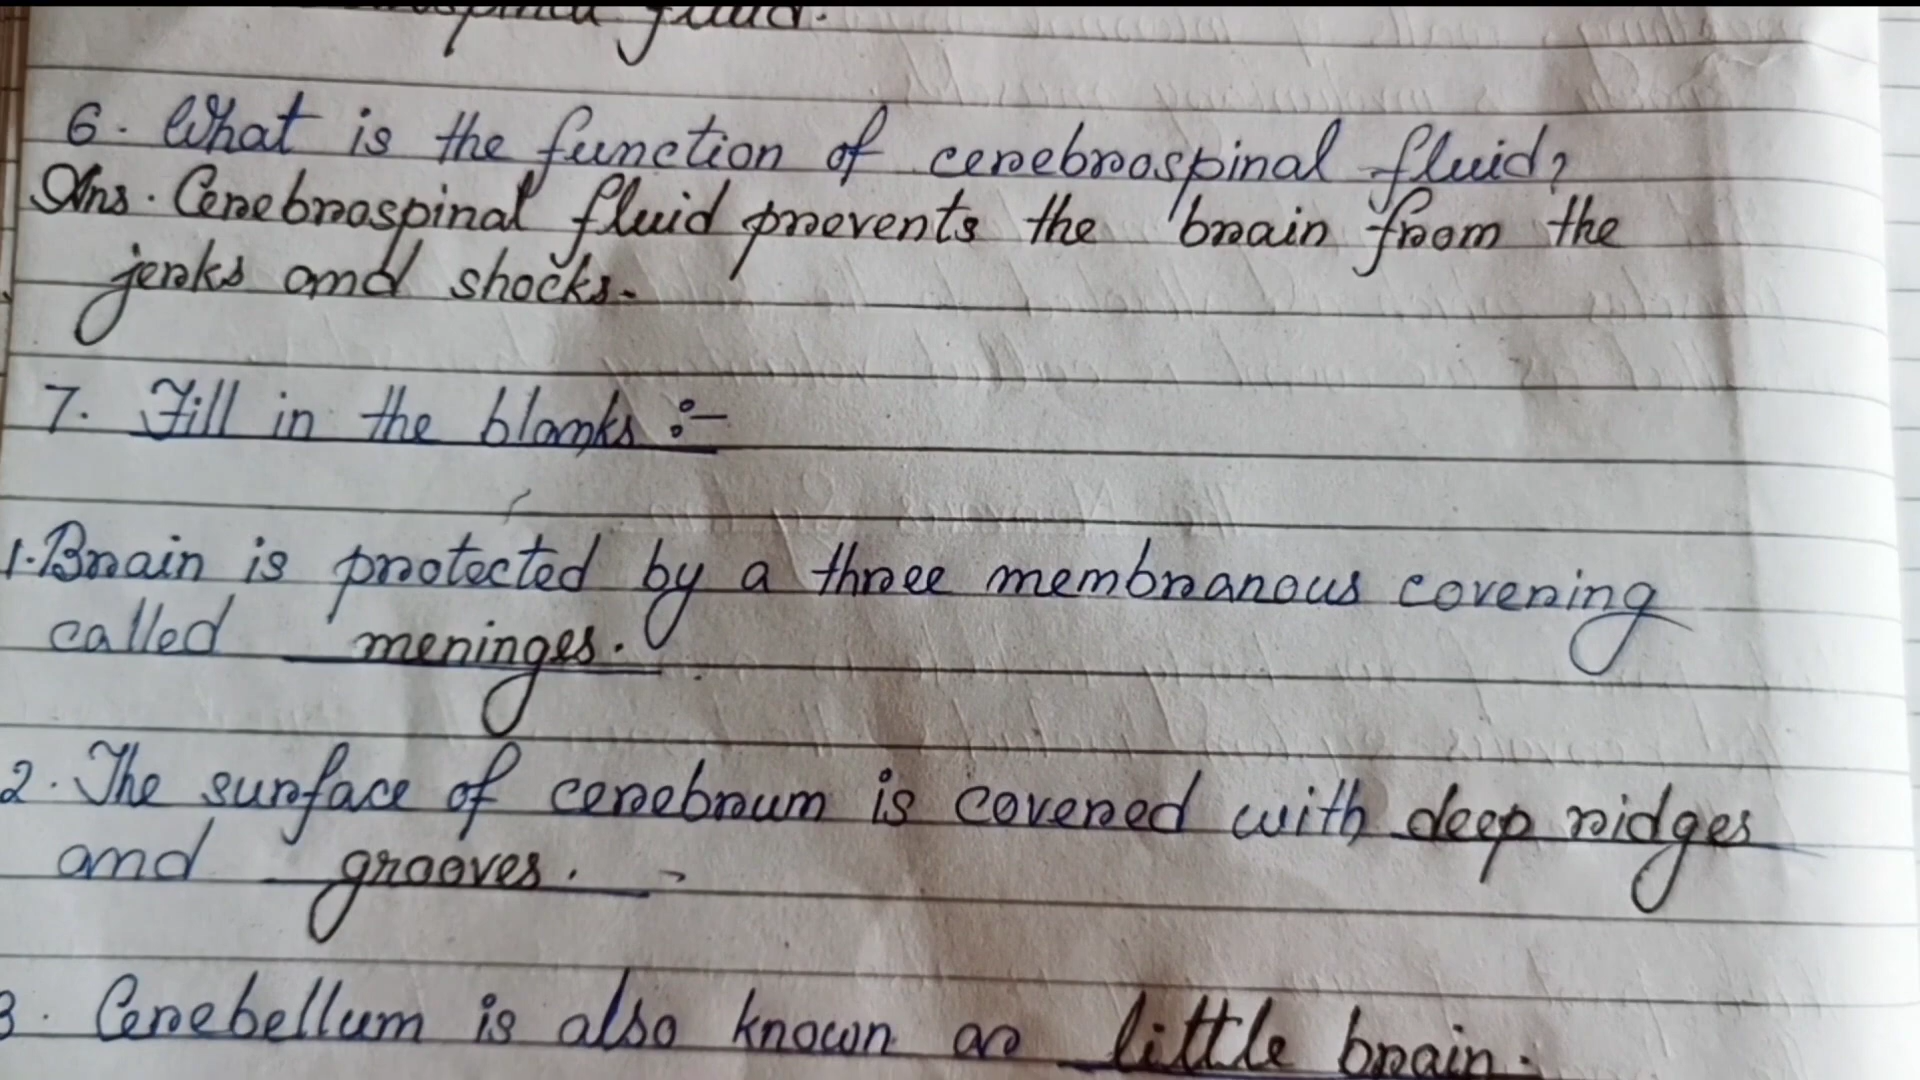 fluid.
6. What is the function of cerebrospinal fluid?
Ans. Cerebrospinal fluid prevents the brain from the
jerks and shocks.
7. Fill in the blanks :-
1. Brain is protected by a three membranous covering
called meninges.
2. The surface of cerebrum is covered with deep ridges
and grooves.
3. Cerebellum is also known as little brain.